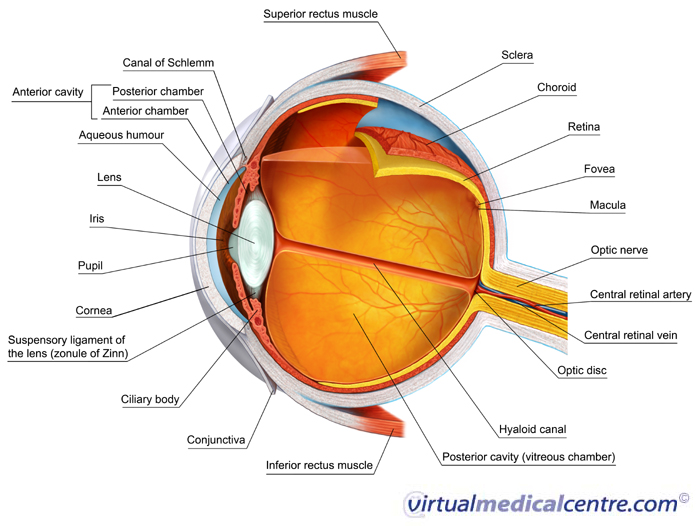 Superior rectus muscle
Sclera
Canal of Schlemm
Choroid
Anterior cavity
Posterior chamber
Anterior chamber
Retina
Aqueous humour
Fovea
Lens
Macula
Iris
Optic nerve
Pupil
Central retinal artery
Cornea
Central retinal vein
Suspensory ligament of
the lens (zonule of Zinn)
Optic disc
Ciliary body
Hyaloid canal
Conjunctiva
Posterior cavity (vitreous chamber)
Inferior rectus muscle
virtualmedicalcentre.com©